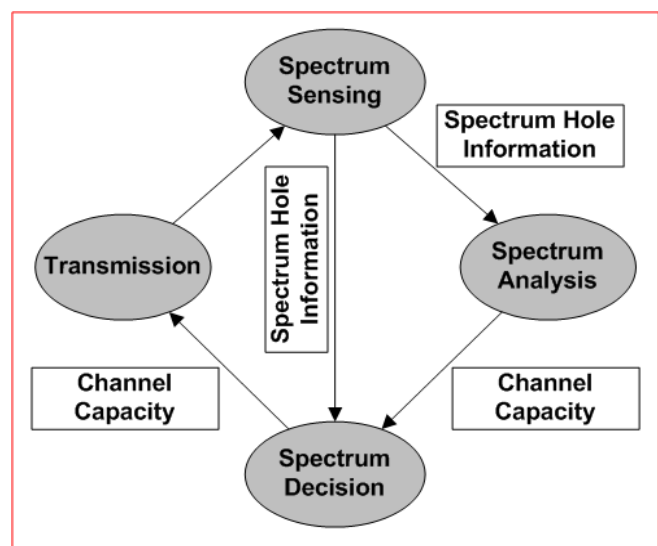 Spectrum
Sensing
Spectrum Hole
Information
Spectrum Hole
Information
Transmission
Spectrum
Analysis
Channel
Capacity
Channel
Capacity
Spectrum
Decision